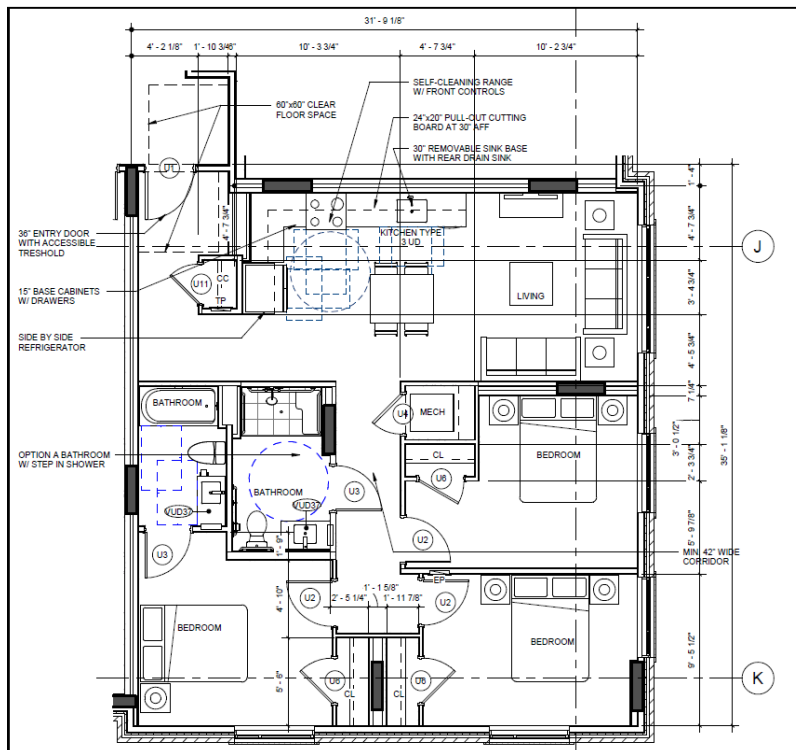 31' - 9 1/8"
4' - 2 1/8"
1' - 10 3/4"
6"
10' - 3 3/4"
4' - 7 3/4"
10' - 2 3/4"
SELF-CLEANING RANGE
W/ FRONT CONTROLS
60"x60" CLEAR
FLOOR SPACE
24"x20" PULL-OUT CUTTING
BOARD AT 30" AFF
30" REMOVABLE SINK BASE
WITH REAR DRAIN SINK
U1
1' - 4"
36" ENTRY DOOR
WITH ACCESSIBLE
TRESHOLD
4' - 7 3/4"
KITCHEN TYPE
3 UD
4' - 7 3/4"
J
U11
CC
TP
15" BASE CABINETS
W/ DRAWERS
LIVING
3' - 4 3/4"
SIDE BY SIDE
REFRIGERATOR
4' - 5 3/4"
35' - 1 1/8"
7 1/4"
BATHROOM
U4
MECH
3' - 0 1/2"
OPTION A BATHROOM
W/ STEP IN SHOWER
CL
BEDROOM
2' - 3 3/4"
U6
BATHROOM
U3
VUD37
VUD37
U3
U2
1' - 9"
5' - 9 7/8"
MIN. 42" WIDE
CORRIDOR
EP
1' - 1 5/8"
2' - 5 1/4"
1' - 11 7/8"
U2
U2
4' - 10"
BEDROOM
BEDROOM
9' - 5 1/2"
5' - 6"
U6
CL
CL
U6
K